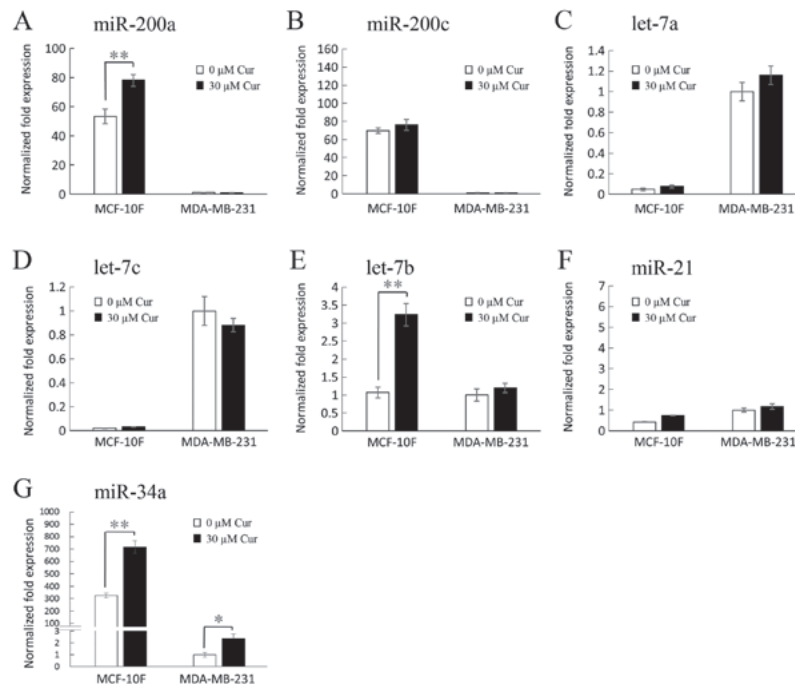 A miR-200a
Normalized fold expression
100
80
60
40
20
0
**
0 µM Cur
30 µM Cur
MCF-10F MDA-MB-231
B miR-200c
Normalized fold expression
160
140
120
100
80
60
40
20
0
0 µM Cur
30 µM Cur
MCF-10F MDA-MB-231
C let-7a
Normalized fold expression
1.4
1.2
1
0.8
0.6
0.4
0.2
0
0 µM Cur
30 µM Cur
MCF-10F MDA-MB-231
D let-7c
Normalized fold expression
1.2
1
0.8
0.6
0.4
0.2
0
0 µM Cur
30 µM Cur
MCF-10F MDA-MB-231
E let-7b
Normalized fold expression
4
3.5
3
2.5
2
1.5
1
0.5
0
**
0 µM Cur
30 µM Cur
MCF-10F MDA-MB-231
F miR-21
Normalized fold expression
7
6
5
4
3
2
1
0
0 µM Cur
30 µM Cur
MCF-10F MDA-MB-231
G miR-34a
Normalized fold expression
1000
900
800
700
600
500
400
300
200
100
3
2
1
0
**
*
0 µM Cur
30 µM Cur
MCF-10F MDA-MB-231